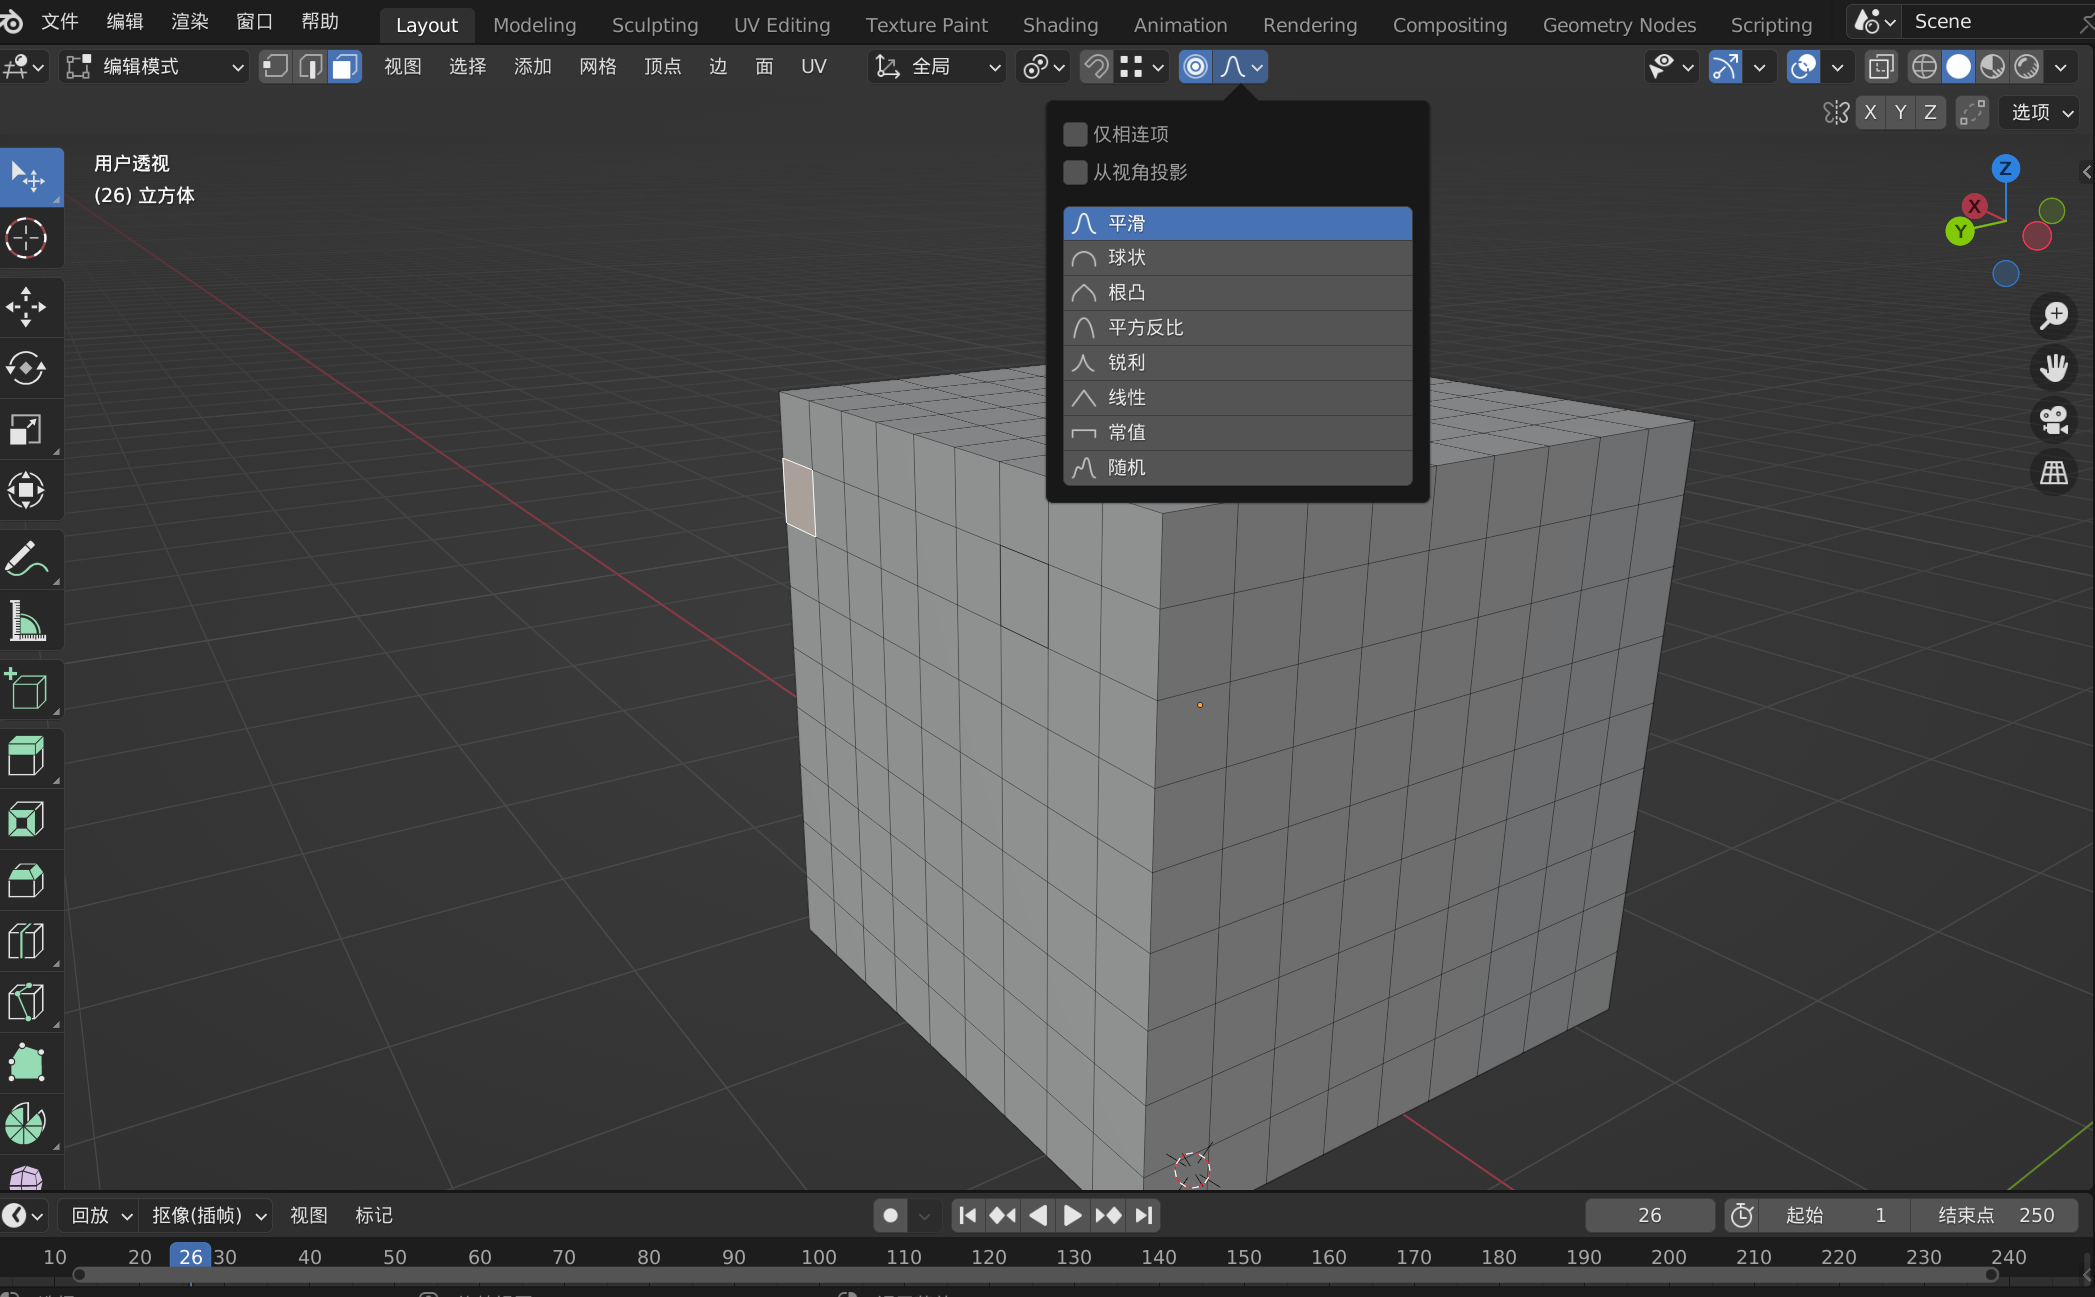 文件 编辑 渲染 窗口 帮助 Layout Modeling Sculpting UV Editing Texture Paint Shading Animation Rendering Compositing Geometry Nodes Scripting Scene
编辑模式 视图 选择 添加 网格 顶点 边 面 UV 全局
X Y Z 选项
仅相连项
从视角投影
用户透视
(26) 立方体
平滑
球状
根凸
平方反比
锐利
线性
常值
随机
Z
X
Y
回放 抠像(插帧) 视图 标记 26 起始 1 结束点 250
10 20 26 30 40 50 60 70 80 90 100 110 120 130 140 150 160 170 180 190 200 210 220 230 240